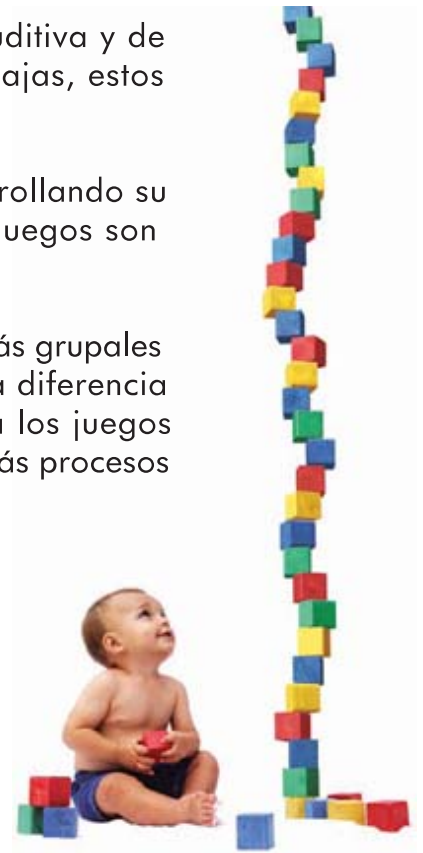 uditiva y de
ajas, estos
rollando su
uegos son
ás grupales
a diferencia
a los juegos
ás procesos